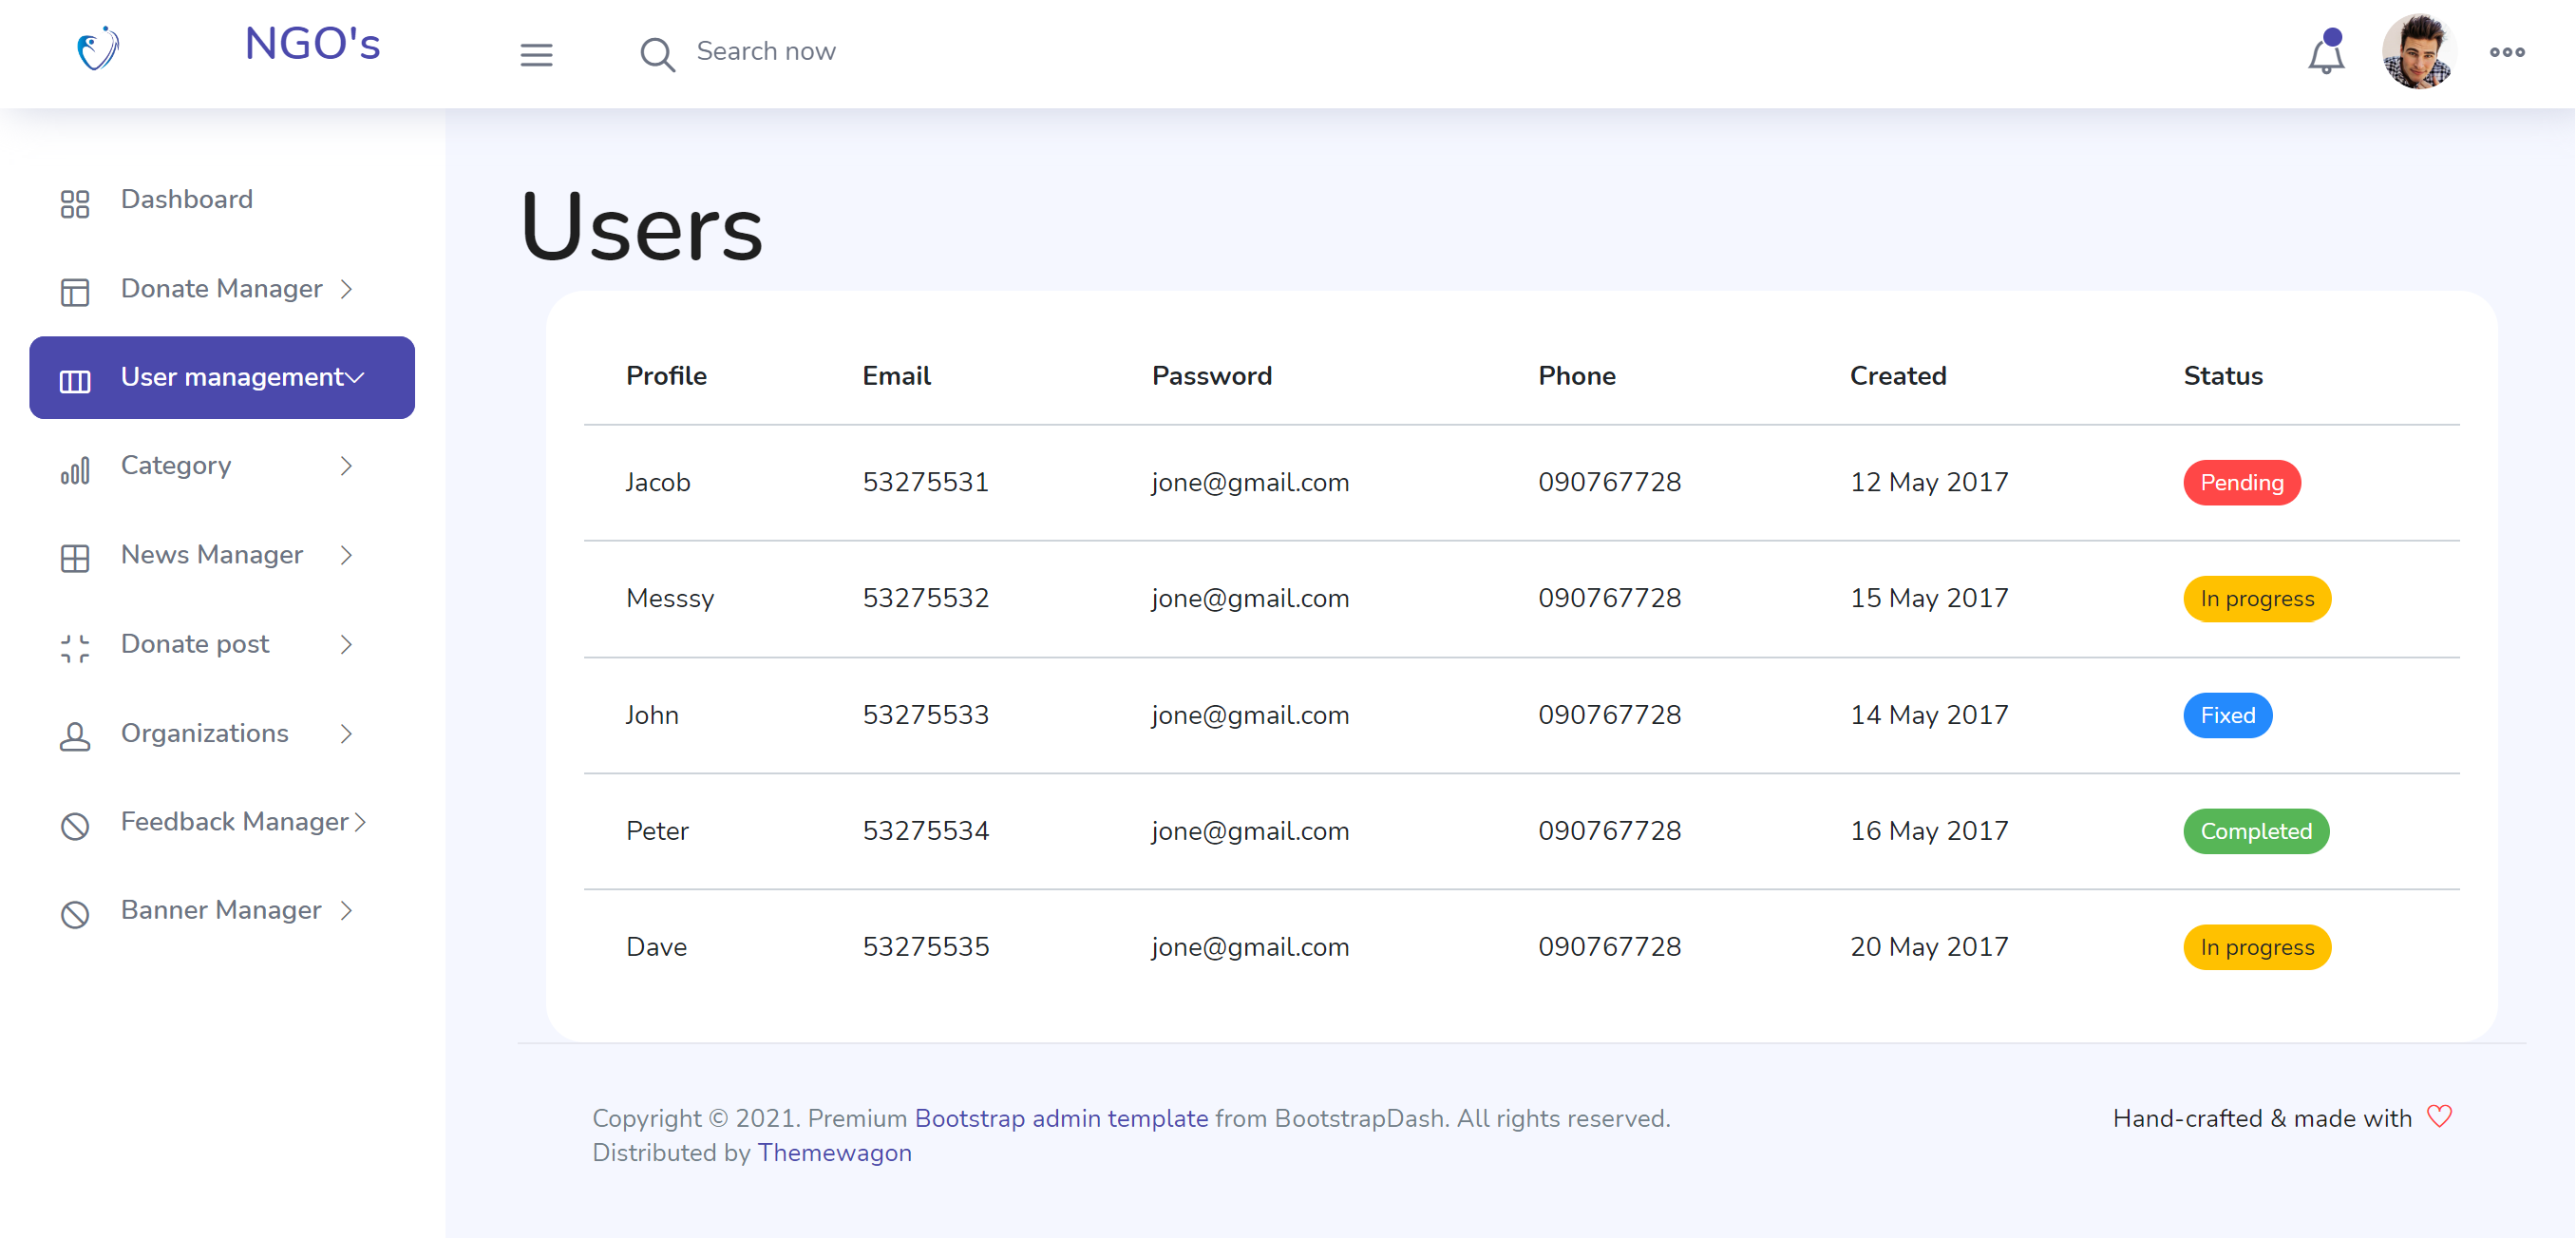 NGO's
Search now
Dashboard
Donate Manager
User management
Category
News Manager
Donate post
Organizations
Feedback Manager
Banner Manager
Users
Profile Email Password Phone Created Status
Jacob 53275531 jone@gmail.com 090767728 12 May 2017 Pending
Messsy 53275532 jone@gmail.com 090767728 15 May 2017 In progress
John 53275533 jone@gmail.com 090767728 14 May 2017 Fixed
Peter 53275534 jone@gmail.com 090767728 16 May 2017 Completed
Dave 53275535 jone@gmail.com 090767728 20 May 2017 In progress
Copyright © 2021. Premium Bootstrap admin template from BootstrapDash. All rights reserved.
Distributed by Themewagon
Hand-crafted & made with